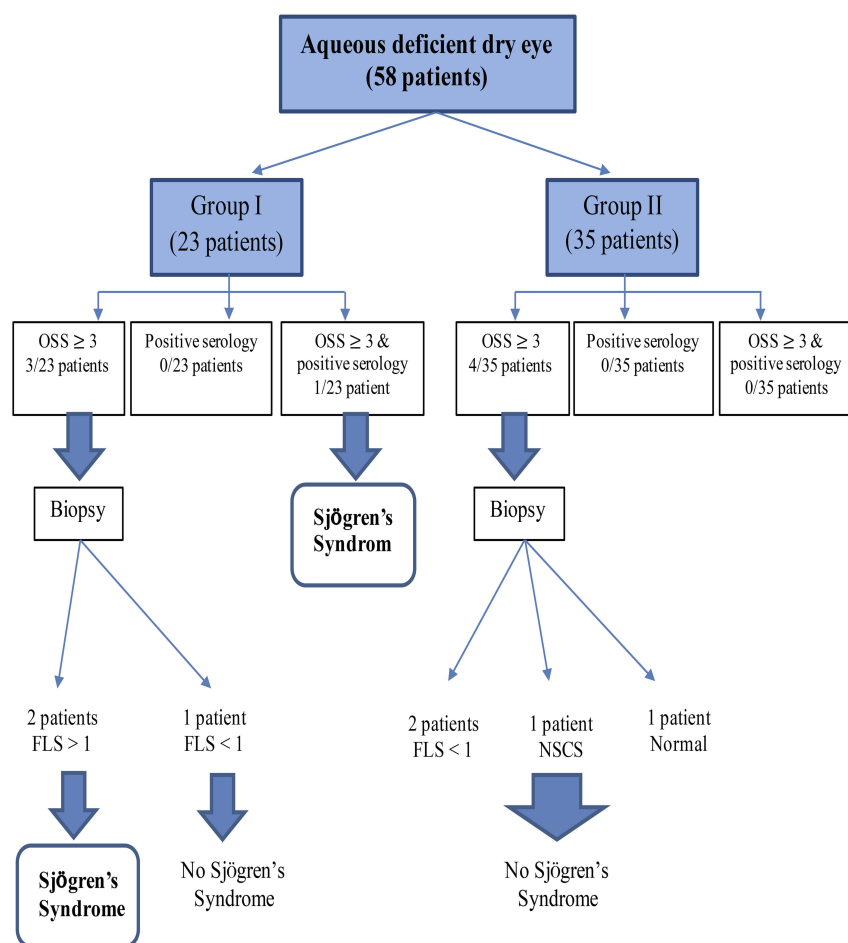 Aqueous deficient dry eye
(58 patients)
Group I
(23 patients)
Group II
(35 patients)
OSS ≥ 3
3/23 patients
Positive serology
0/23 patients
OSS ≥ 3 &
positive serology
1/23 patient
OSS ≥ 3
4/35 patients
Positive serology
0/35 patients
OSS ≥ 3 &
positive serology
0/35 patients
Biopsy
Sjögren’s
Syndrom
Biopsy
2 patients
FLS > 1
1 patient
FLS < 1
2 patients
FLS < 1
1 patient
NSCS
1 patient
Normal
Sjögren’s
Syndrome
No Sjögren’s
Syndrome
No Sjögren’s
Syndrome